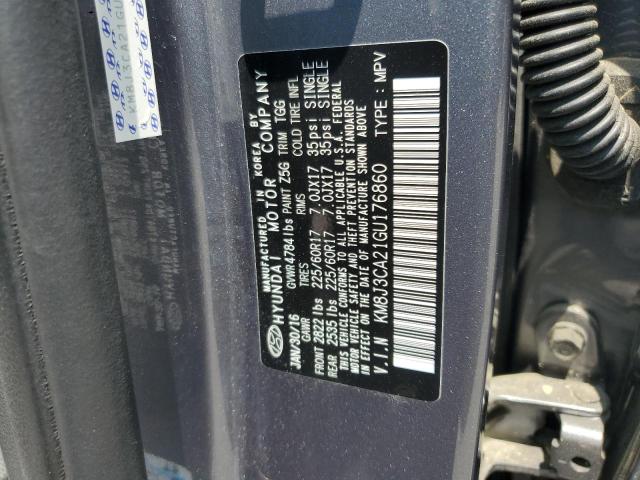 MANUFACTURED IN KOREA BY
HYUNDAI MOTOR COMPANY
JAN/30/16 GVWR 4784 lbs PAINT Z5G TRIM TGG
GAWR TIRES RIMS COLD TIRE INFL
FRONT 2822 lbs 225/60R17 7.0JX17 35psi SINGLE
REAR 2535 lbs 225/60R17 7.0JX17 35psi SINGLE
THIS VEHICLE CONFORMS TO ALL APPLICABLE U.S.A. FEDERAL
MOTOR VEHICLE SAFETY AND THEFT PREVENTION STANDARDS
IN EFFECT ON THE DATE OF MANUFACTURE SHOWN ABOVE
V.I.N KM8J3CA21GU176860 TYPE: MPV
KM8J3CA21GU